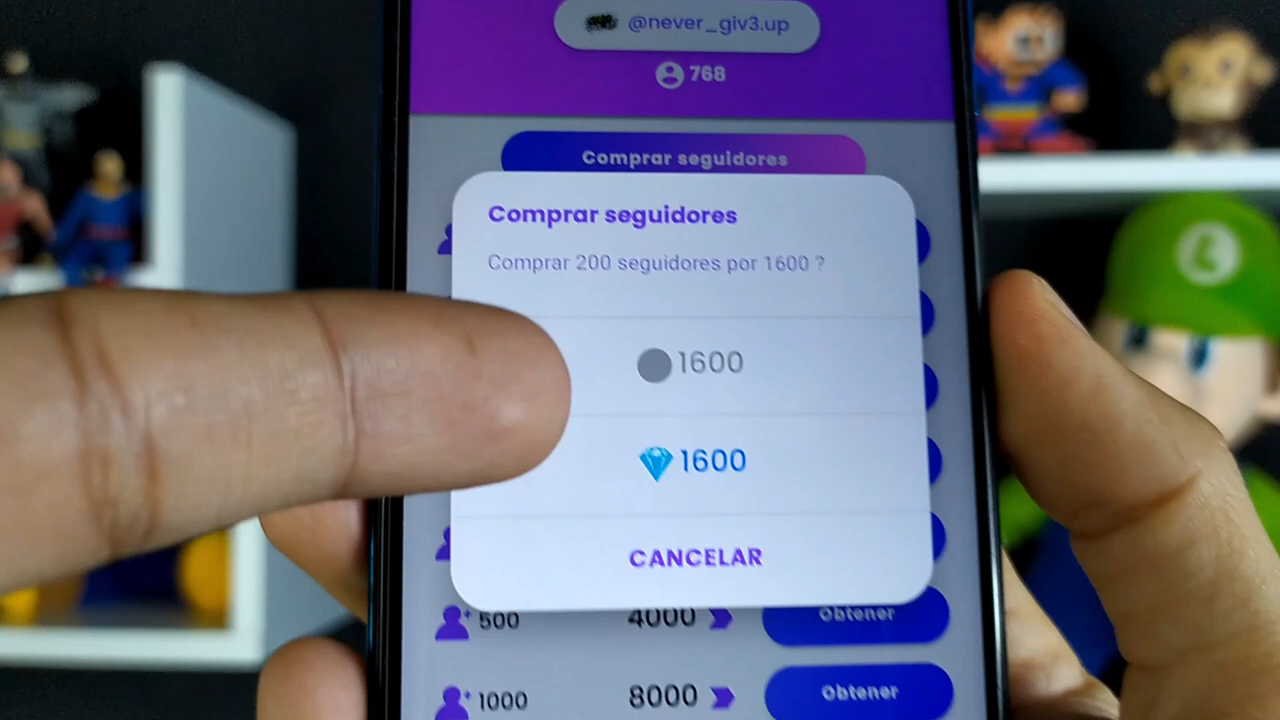 @never_giv3.up
768
Comprar seguidores
Comprar seguidores
Comprar 200 seguidores por 1600 ?
1600
1600
CANCELAR
500 4000 Obtener
1000 8000 Obtener
L